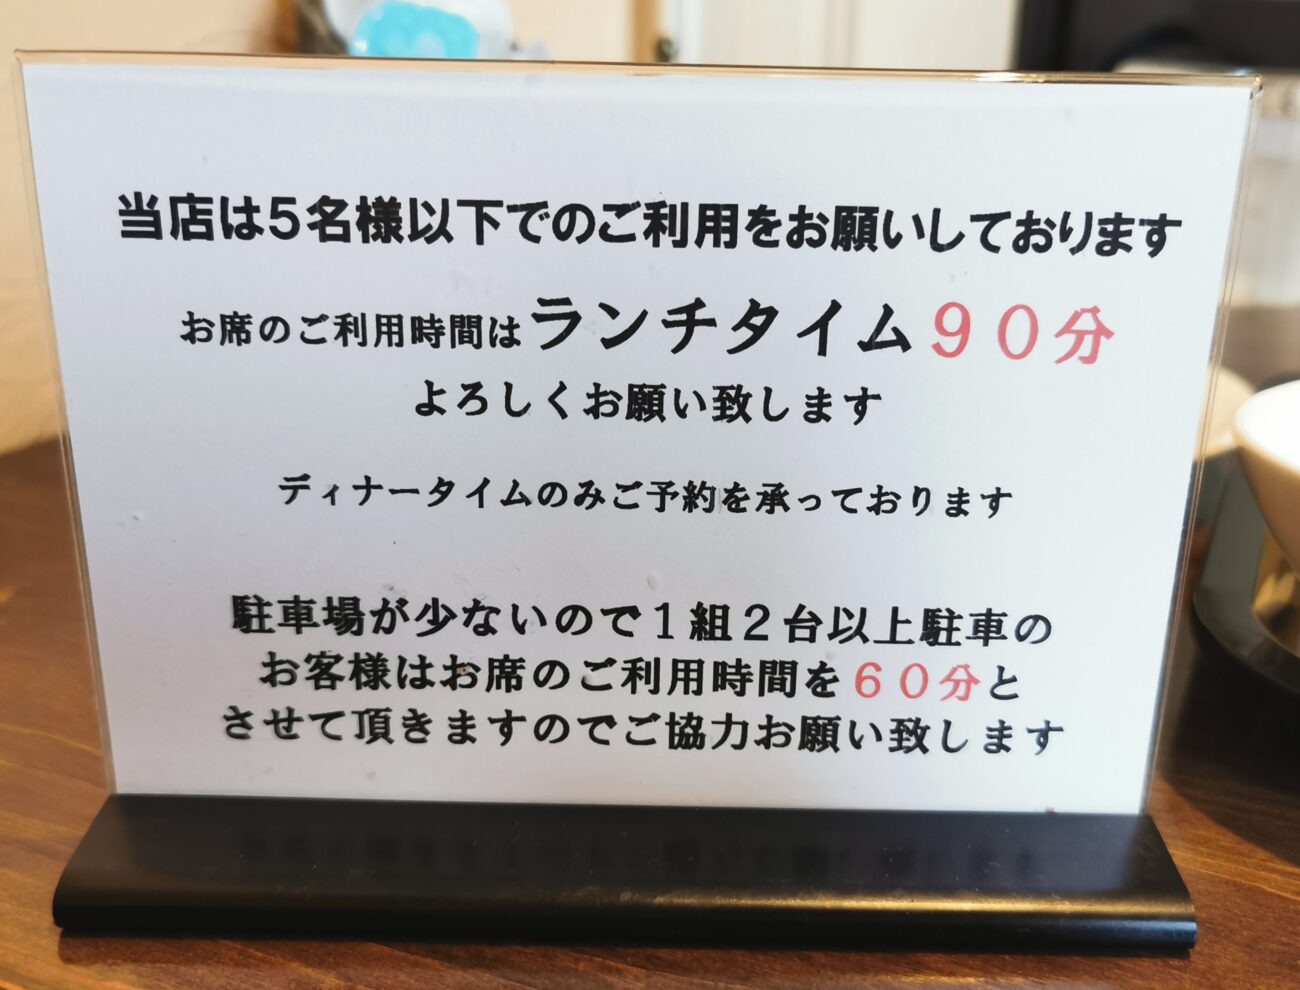 当店は５名様以下でのご利用をお願いしております
お席のご利用時間はランチタイム９０分
よろしくお願い致します
ディナータイムのみご予約を承っております
駐車場が少ないので１組２台以上駐車の
お客様はお席のご利用時間を６０分と
させて頂きますのでご協力お願い致します